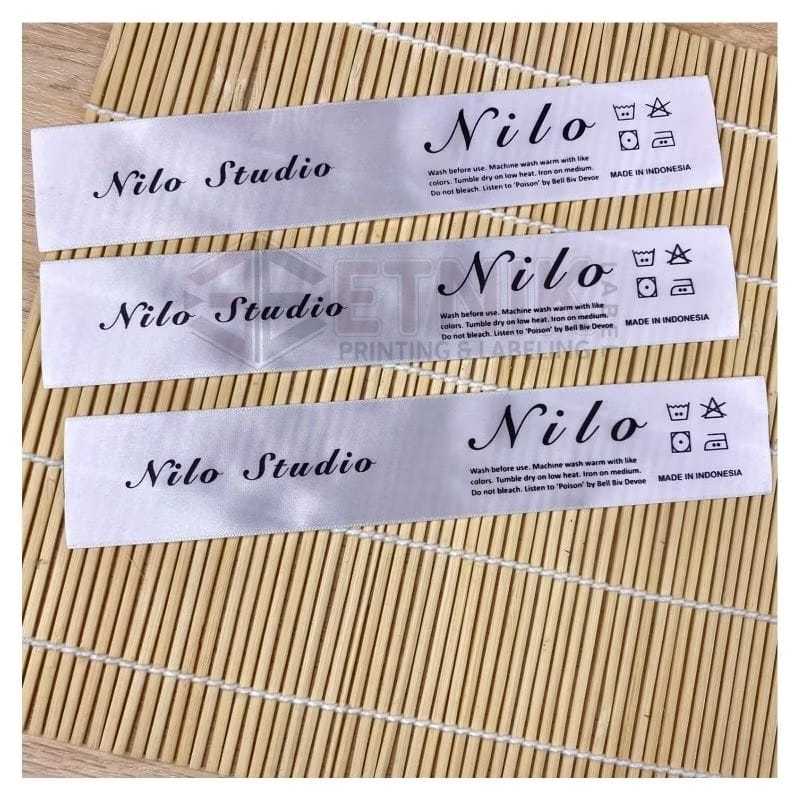 Nilo Studio
Nilo
Wash before use. Machine wash warm with like
colors. Tumble dry on low heat. Iron on medium.
Do not bleach. Listen to 'Poison' by Bell Biv Devoe
MADE IN INDONESIA
Nilo Studio
Nilo
Wash before use. Machine wash warm with like
colors. Tumble dry on low heat. Iron on medium.
Do not bleach. Listen to 'Poison' by Bell Biv Devoe
MADE IN INDONESIA
ETNIK
LABEL
PRINTING & LABELING
Nilo Studio
Nilo
Wash before use. Machine wash warm with like
colors. Tumble dry on low heat. Iron on medium.
Do not bleach. Listen to 'Poison' by Bell Biv Devoe
MADE IN INDONESIA